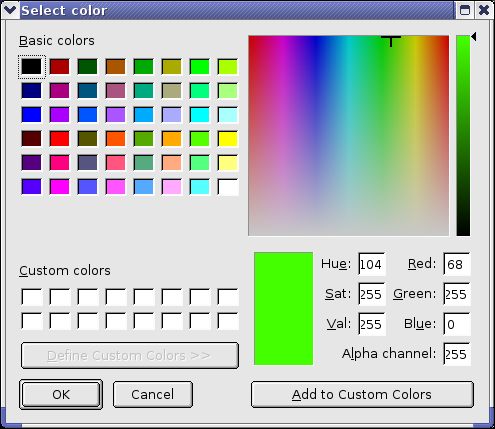 Select color
Basic colors
Custom colors
Define Custom Colors >>
Hue: 104 Red: 68
Sat: 255 Green: 255
Val: 255 Blue: 0
Alpha channel: 255
OK Cancel Add to Custom Colors